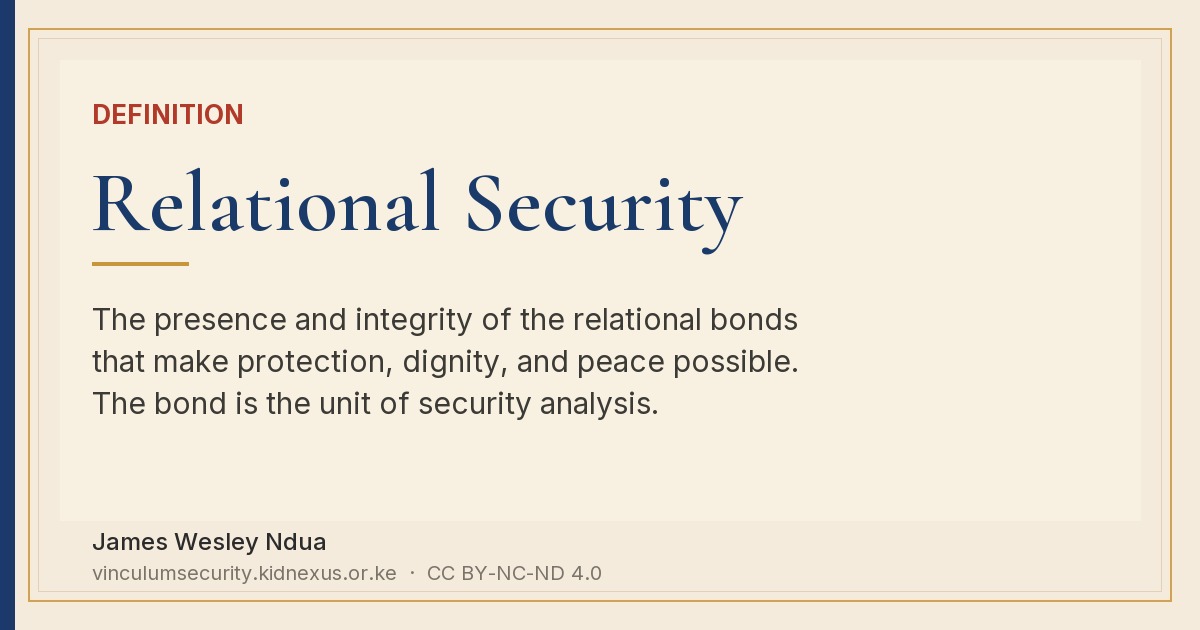 DEFINITION
Relational Security
The presence and integrity of the relational bonds
that make protection, dignity, and peace possible.
The bond is the unit of security analysis.
James Wesley Ndua
vinculumsecurity.kidnexus.or.ke · CC BY-NC-ND 4.0